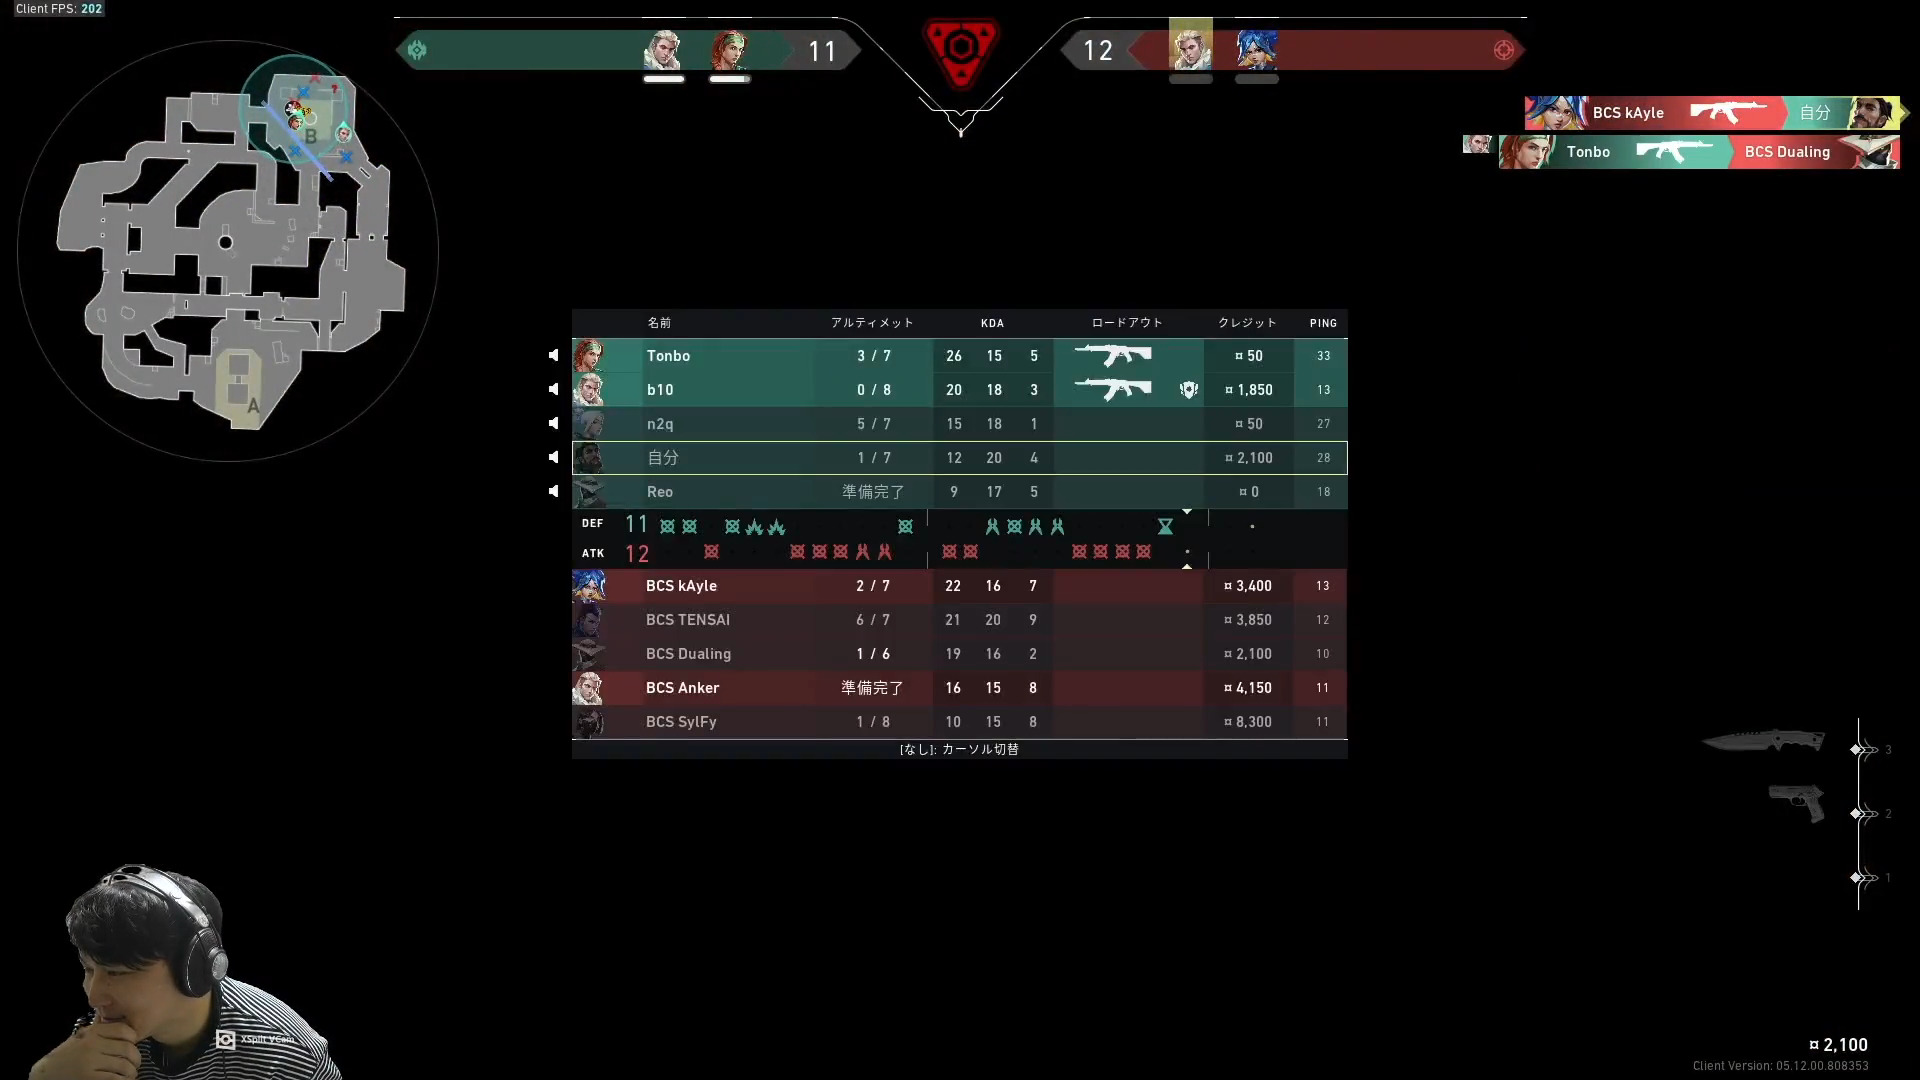 Client FPS: 202
11
12
BCS kAyle 自分
Tonbo BCS Dualing
B
A
名前 アルティメット KDA ロードアウト クレジット PING
Tonbo 3 / 7 26 15 5 ¤ 50 33
b10 0 / 8 20 18 3 ¤ 1,850 13
n2q 5 / 7 15 18 1 ¤ 50 27
自分 1 / 7 12 20 4 ¤ 2,100 28
Reo 準備完了 9 17 5 ¤ 0 18
DEF 11
ATK 12
BCS kAyle 2 / 7 22 16 7 ¤ 3,400 13
BCS TENSAI 6 / 7 21 20 9 ¤ 3,850 12
BCS Dualing 1 / 6 19 16 2 ¤ 2,100 10
BCS Anker 準備完了 16 15 8 ¤ 4,150 11
BCS SylFy 1 / 8 10 15 8 ¤ 8,300 11
[なし]: カーソル切替
3
2
1
XSplit VCam
¤ 2,100
Client Version: 05.12.00.808353